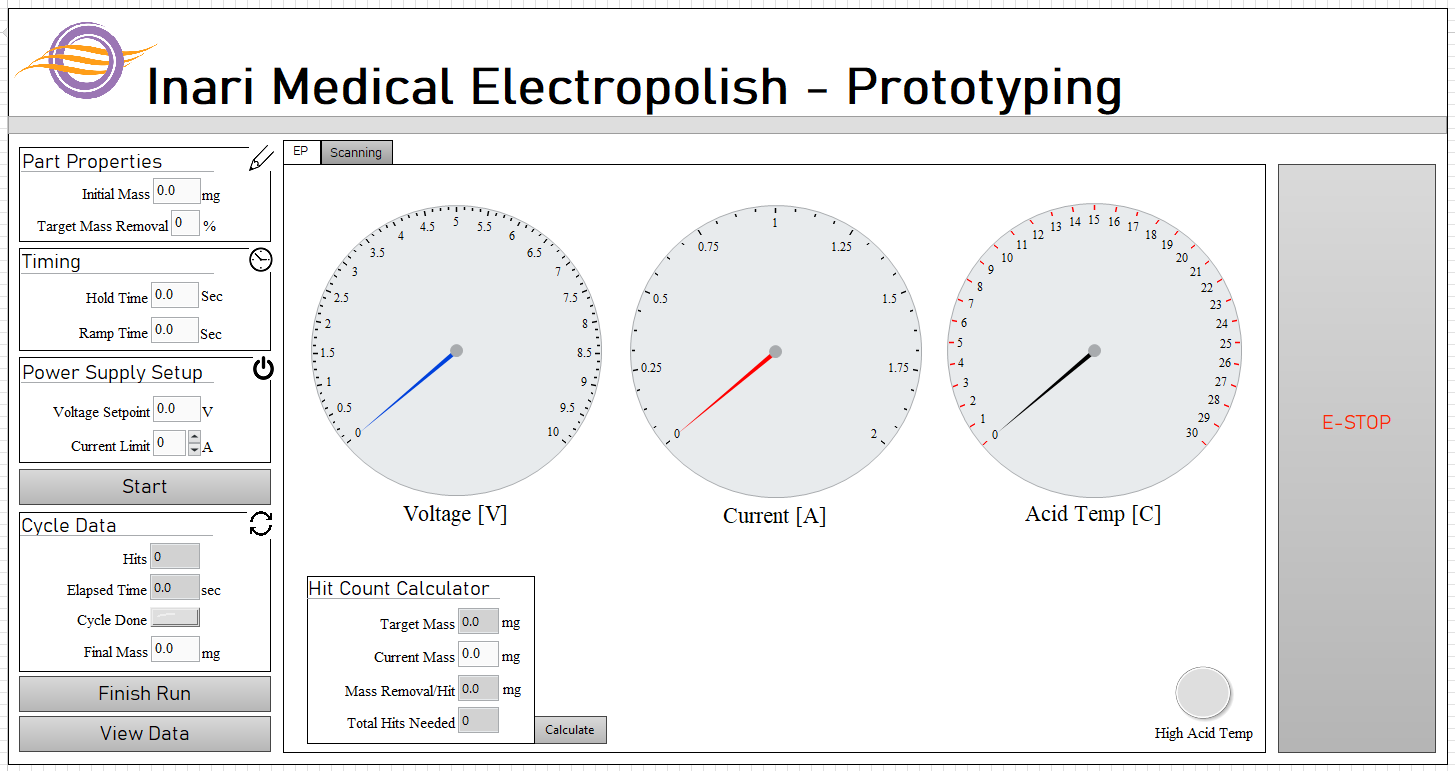 Inari Medical Electropolish - Prototyping
Part Properties
Initial Mass 0.0 mg
Target Mass Removal 0 %
Timing
Hold Time 0.0 Sec
Ramp Time 0.0 Sec
Power Supply Setup
Voltage Setpoint 0.0 V
Current Limit 0 A
Start
Cycle Data
Hits 0
Elapsed Time 0.0 sec
Cycle Done
Final Mass 0.0 mg
Finish Run
View Data
EP Scanning
0 0.5 1 1.5 2 2.5 3 3.5 4 4.5 5 5.5 6 6.5 7 7.5 8 8.5 9 9.5 10
Voltage [V]
0 0.25 0.5 0.75 1 1.25 1.5 1.75 2
Current [A]
0 1 2 3 4 5 6 7 8 9 10 11 12 13 14 15 16 17 18 19 20 21 22 23 24 25 26 27 28 29 30
Acid Temp [C]
Hit Count Calculator
Target Mass 0.0 mg
Current Mass 0.0 mg
Mass Removal/Hit 0.0 mg
Total Hits Needed 0
Calculate
High Acid Temp
E-STOP